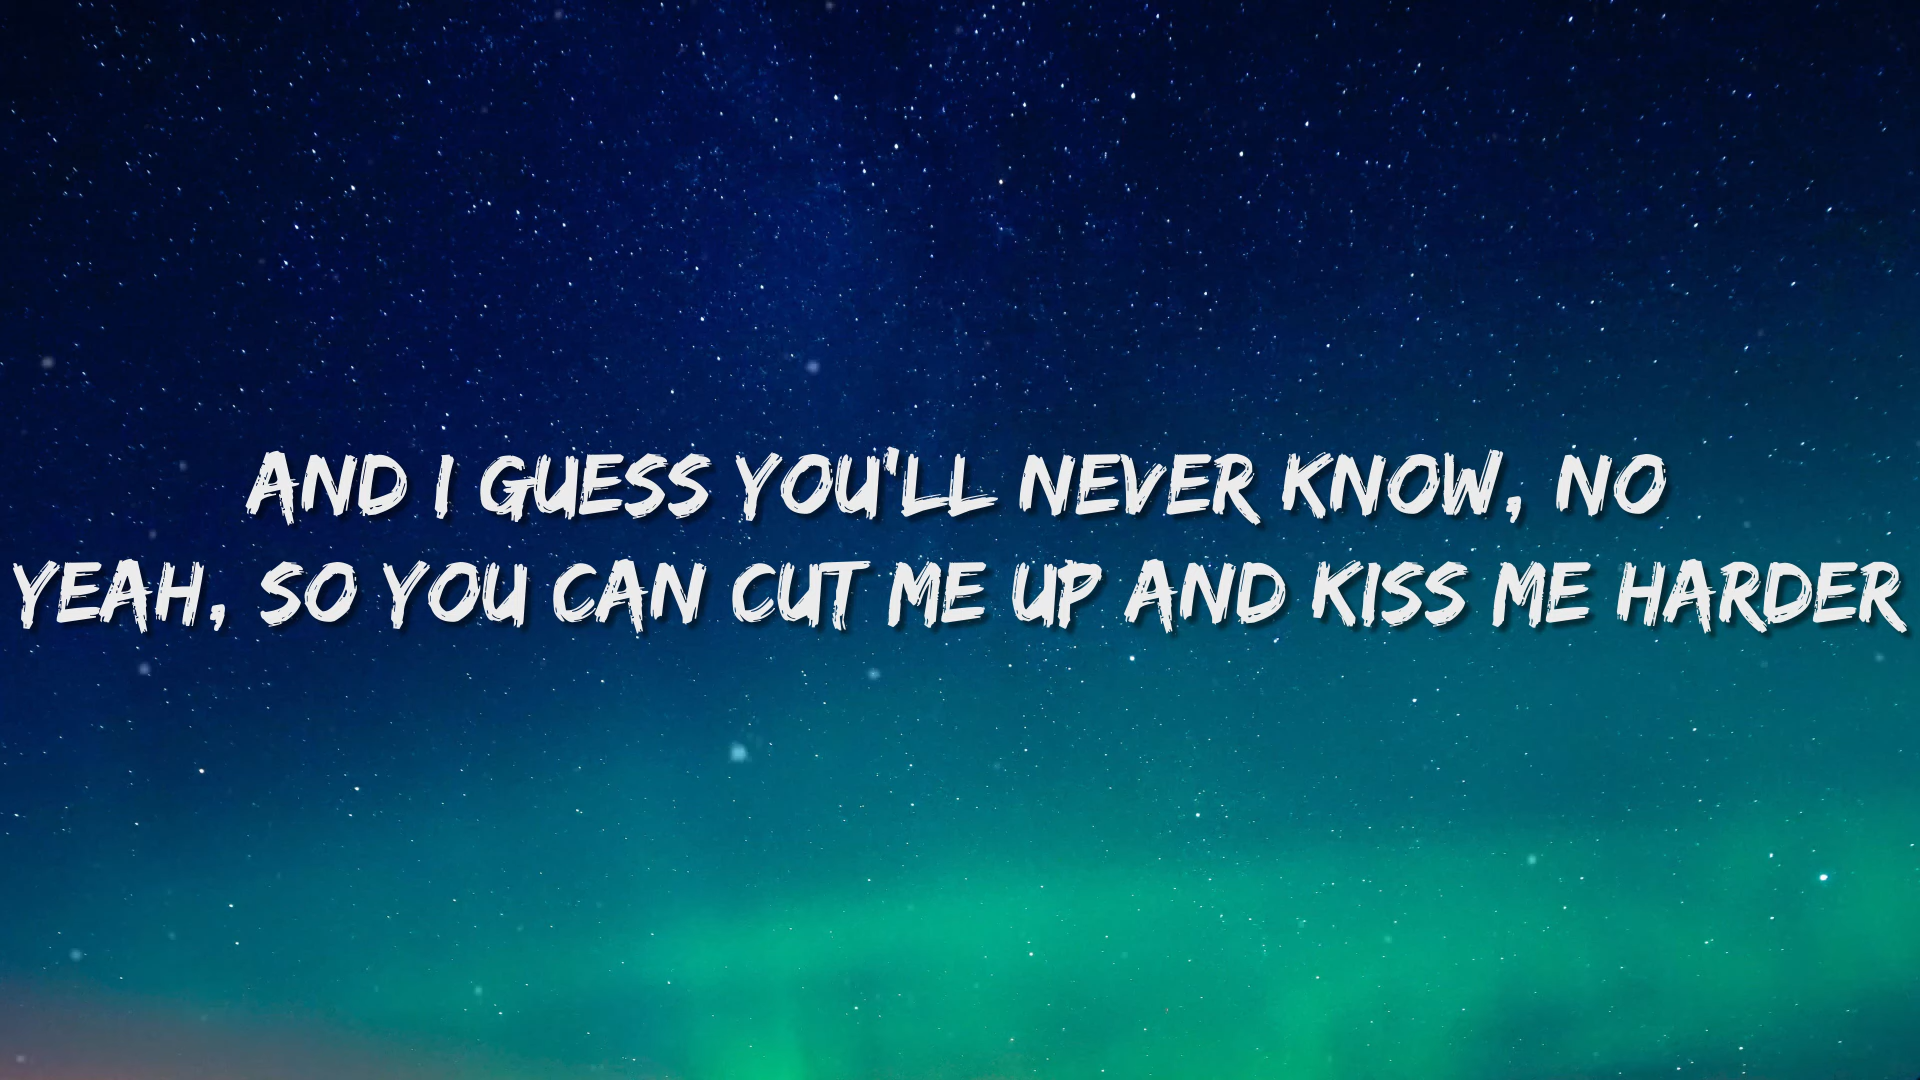 AND I GUESS YOU'LL NEVER KNOW, NO
YEAH, SO YOU CAN CUT ME UP AND KISS ME HARDER